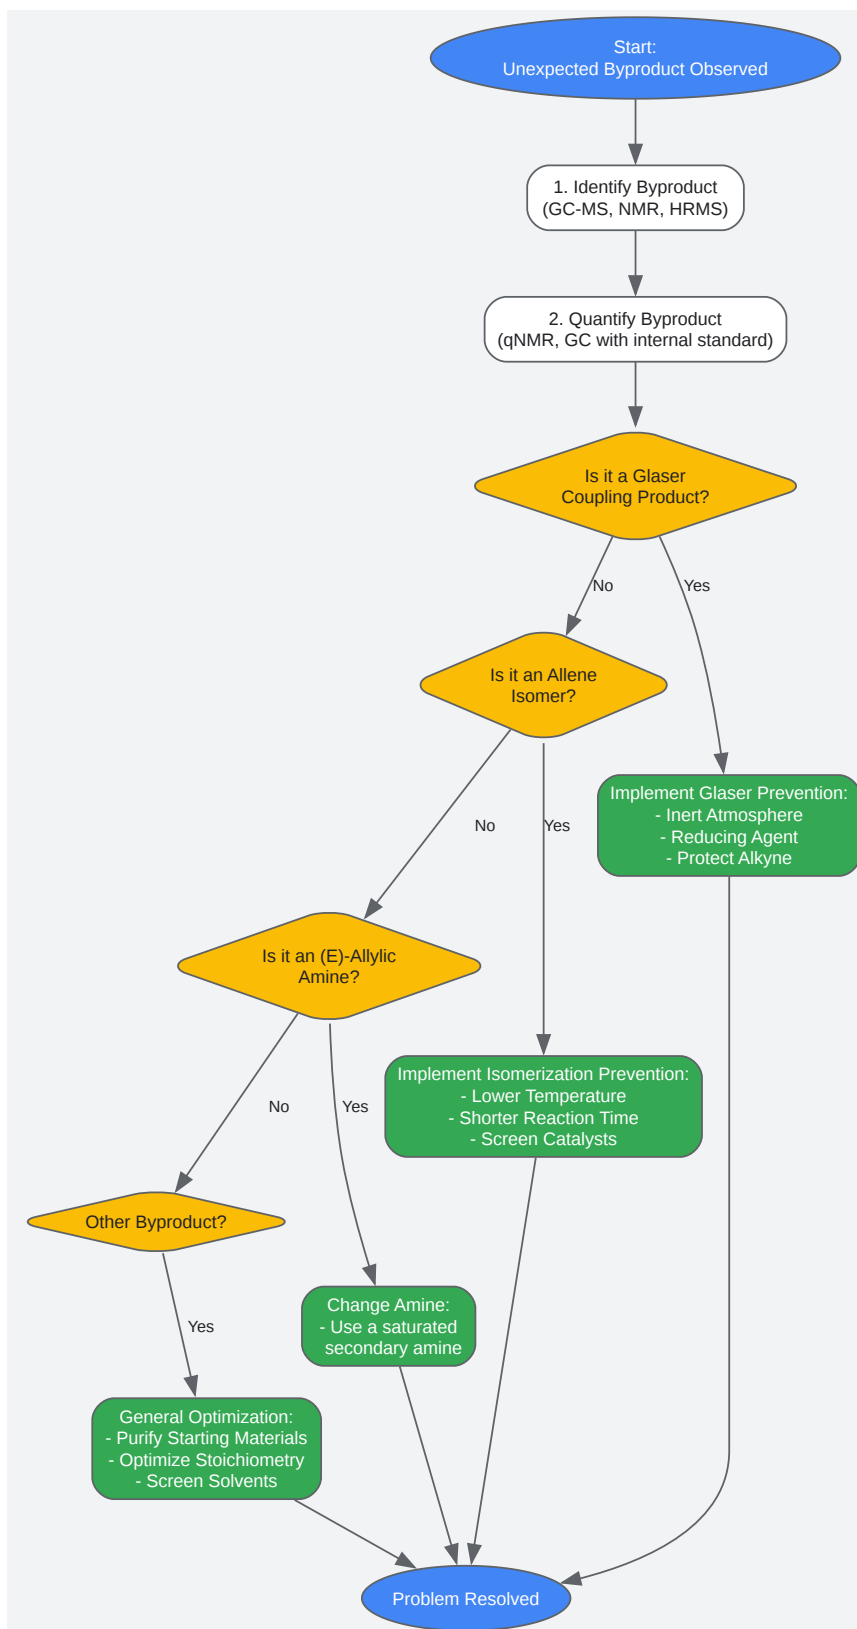 Start:
Unexpected Byproduct Observed
1. Identify Byproduct
(GC-MS, NMR, HRMS)
2. Quantify Byproduct
(qNMR, GC with internal standard)
Is it a Glaser
Coupling Product?
No
Yes
Is it an Allene
Isomer?
Implement Glaser Prevention:
- Inert Atmosphere
- Reducing Agent
- Protect Alkyne
No
Yes
Is it an (E)-Allylic
Amine?
Implement Isomerization Prevention:
- Lower Temperature
- Shorter Reaction Time
- Screen Catalysts
No
Yes
Other Byproduct?
Change Amine:
- Use a saturated
secondary amine
Yes
General Optimization:
- Purify Starting Materials
- Optimize Stoichiometry
- Screen Solvents
Problem Resolved